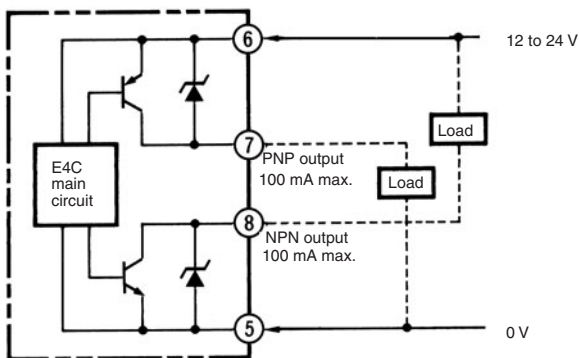 6
12 to 24 V
Load
7
PNP output
100 mA max.
Load
E4C
main
circuit
8
NPN output
100 mA max.
5
0 V